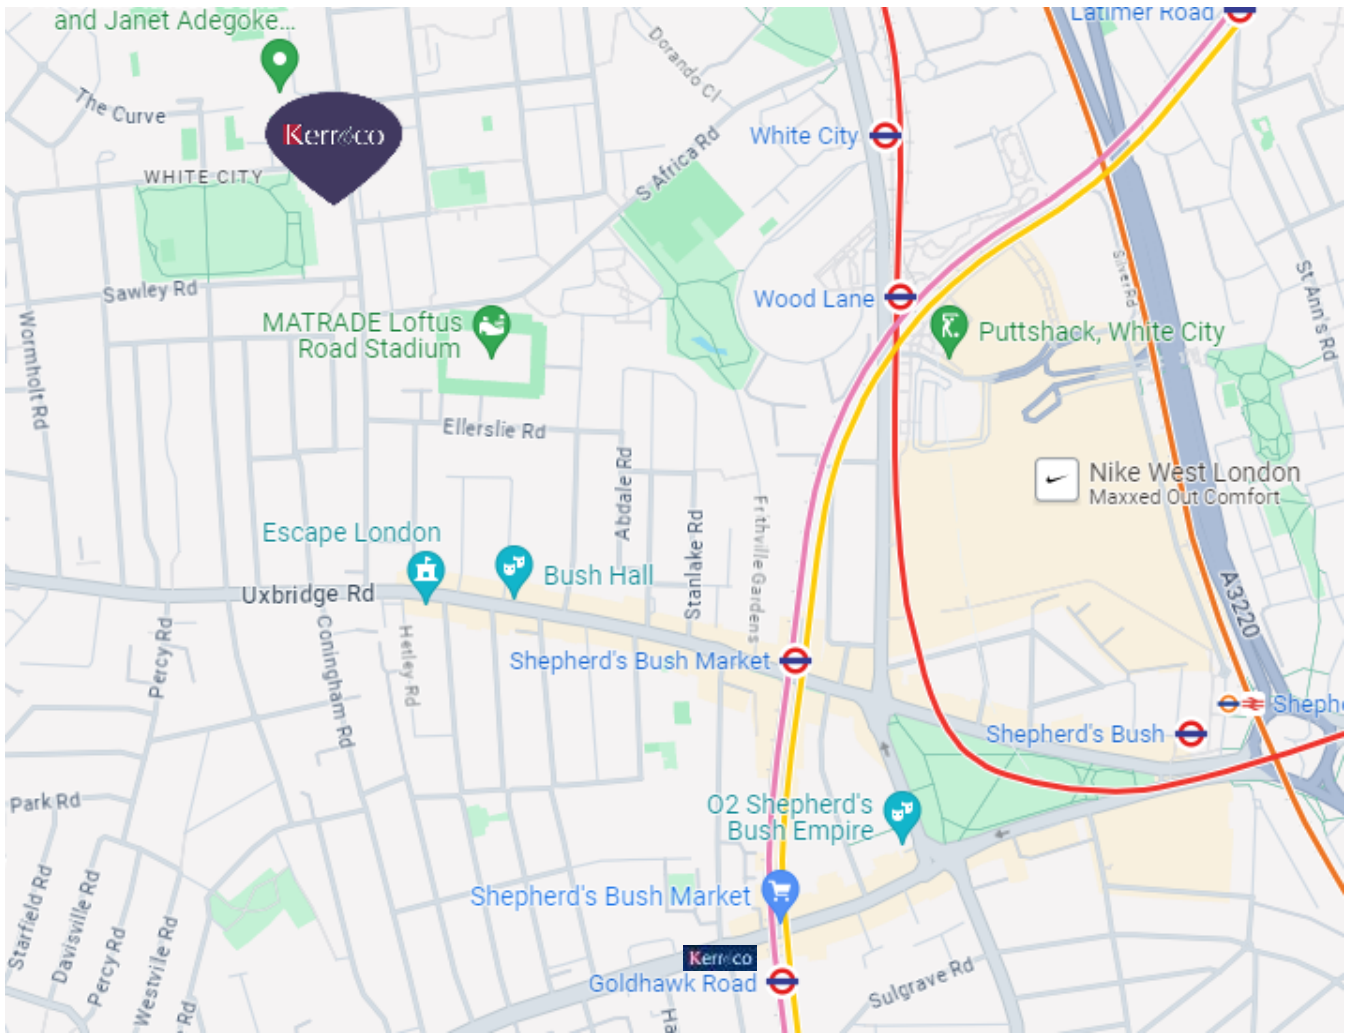 and Janet Adegoke...
Latimer Road
Dorando Cl
The Curve
Kerr&co
White City
S Africa Rd
WHITE CITY
Silver Rd
St Ann's Rd
Sawley Rd
Wood Lane
Wormholt Rd
MATRADE Loftus
Road Stadium
Puttshack, White City
Ellerslie Rd
Abdale Rd
Nike West London
Maxxed Out Comfort
Stanlake Rd
Frithville Gardens
Escape London
Bush Hall
Uxbridge Rd
A3220
Percy Rd
Coningham Rd
Hetley Rd
Shepherd's Bush Market
Sheph
Shepherd's Bush
Park Rd
O2 Shepherd's
Bush Empire
Starfield Rd
Davisville Rd
Percy Rd
Westville Rd
Shepherd's Bush Market
Kerr&co
Goldhawk Road
Sulgrave Rd
Rd
Ha